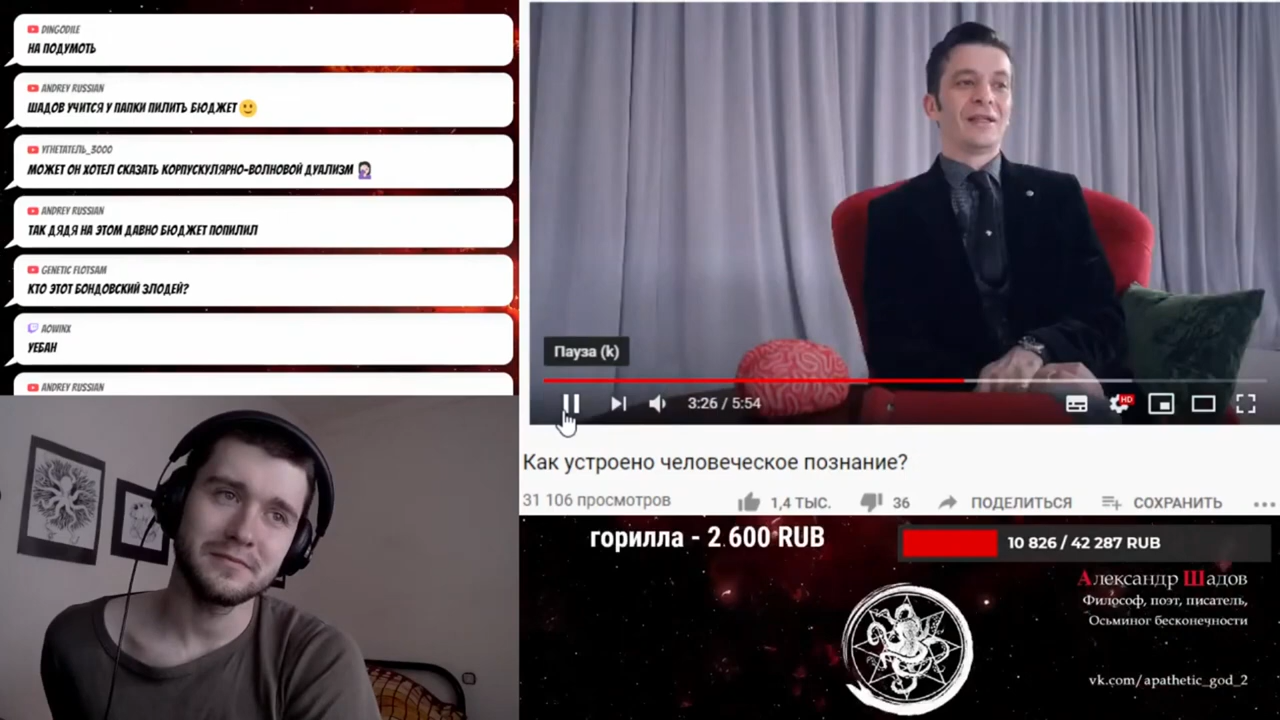 DINGODILE
НА ПОДУМОТЬ
ANDREY RUSSIAN
ШАДОВ УЧИТСЯ У ПАПКИ ПИЛИТЬ БЮДЖЕТ
УГНЕТАТЕЛЬ_3000
МОЖЕТ ОН ХОТЕЛ СКАЗАТЬ КОРПУСКУЛЯРНО-ВОЛНОВОЙ ДУАЛИЗМ
ANDREY RUSSIAN
ТАК ДЯДЯ НА ЭТОМ ДАВНО БЮДЖЕТ ПОПИЛИЛ
GENETIC FLOTSAM
КТО ЭТОТ БОНДОВСКИЙ ЗЛОДЕЙ?
AOWINX
УЕБАН
ANDREY RUSSIAN
Пауза (k)
3:26 / 5:54
HD
Как устроено человеческое познание?
31 106 просмотров
1,4 ТЫС.
36
ПОДЕЛИТЬСЯ
СОХРАНИТЬ
горилла - 2 600 RUB
10 826 / 42 287 RUB
Александр Шадов
Философ, поэт, писатель,
Осьминог бесконечности
vk.com/apathetic_god_2